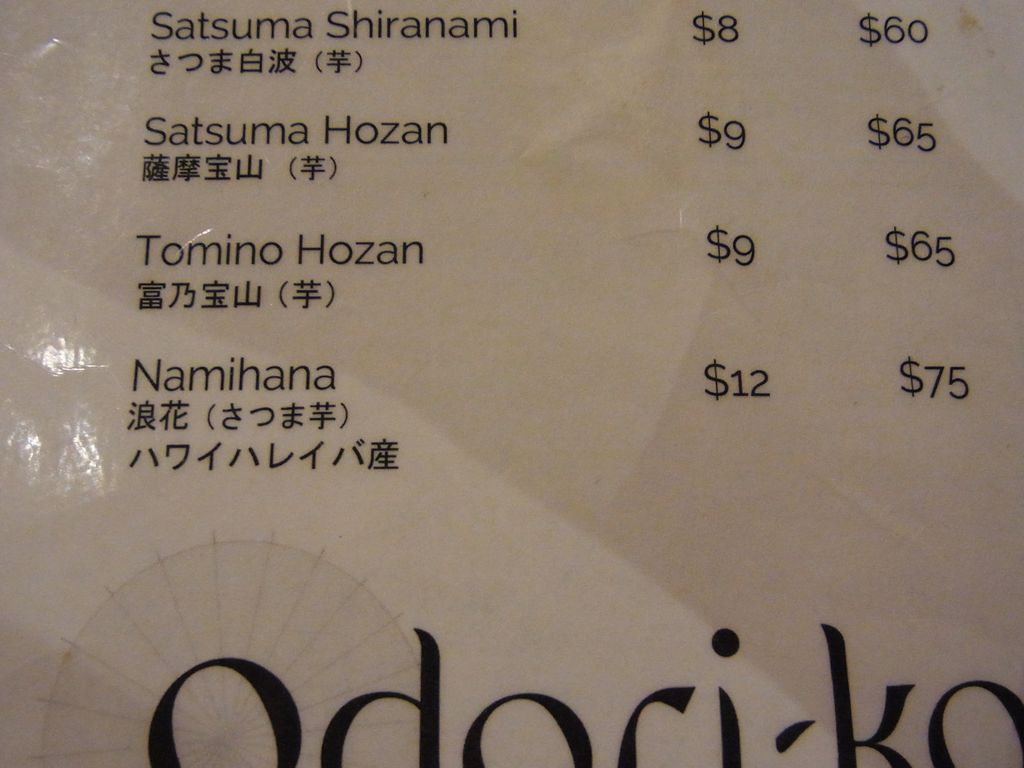 Satsuma Shiranami $8 $60
さつま白波（芋）
Satsuma Hozan $9 $65
薩摩宝山 （芋）
Tomino Hozan $9 $65
富乃宝山（芋）
Namihana $12 $75
浪花（さつま芋）
ハワイハレイバ産
Odori-ko